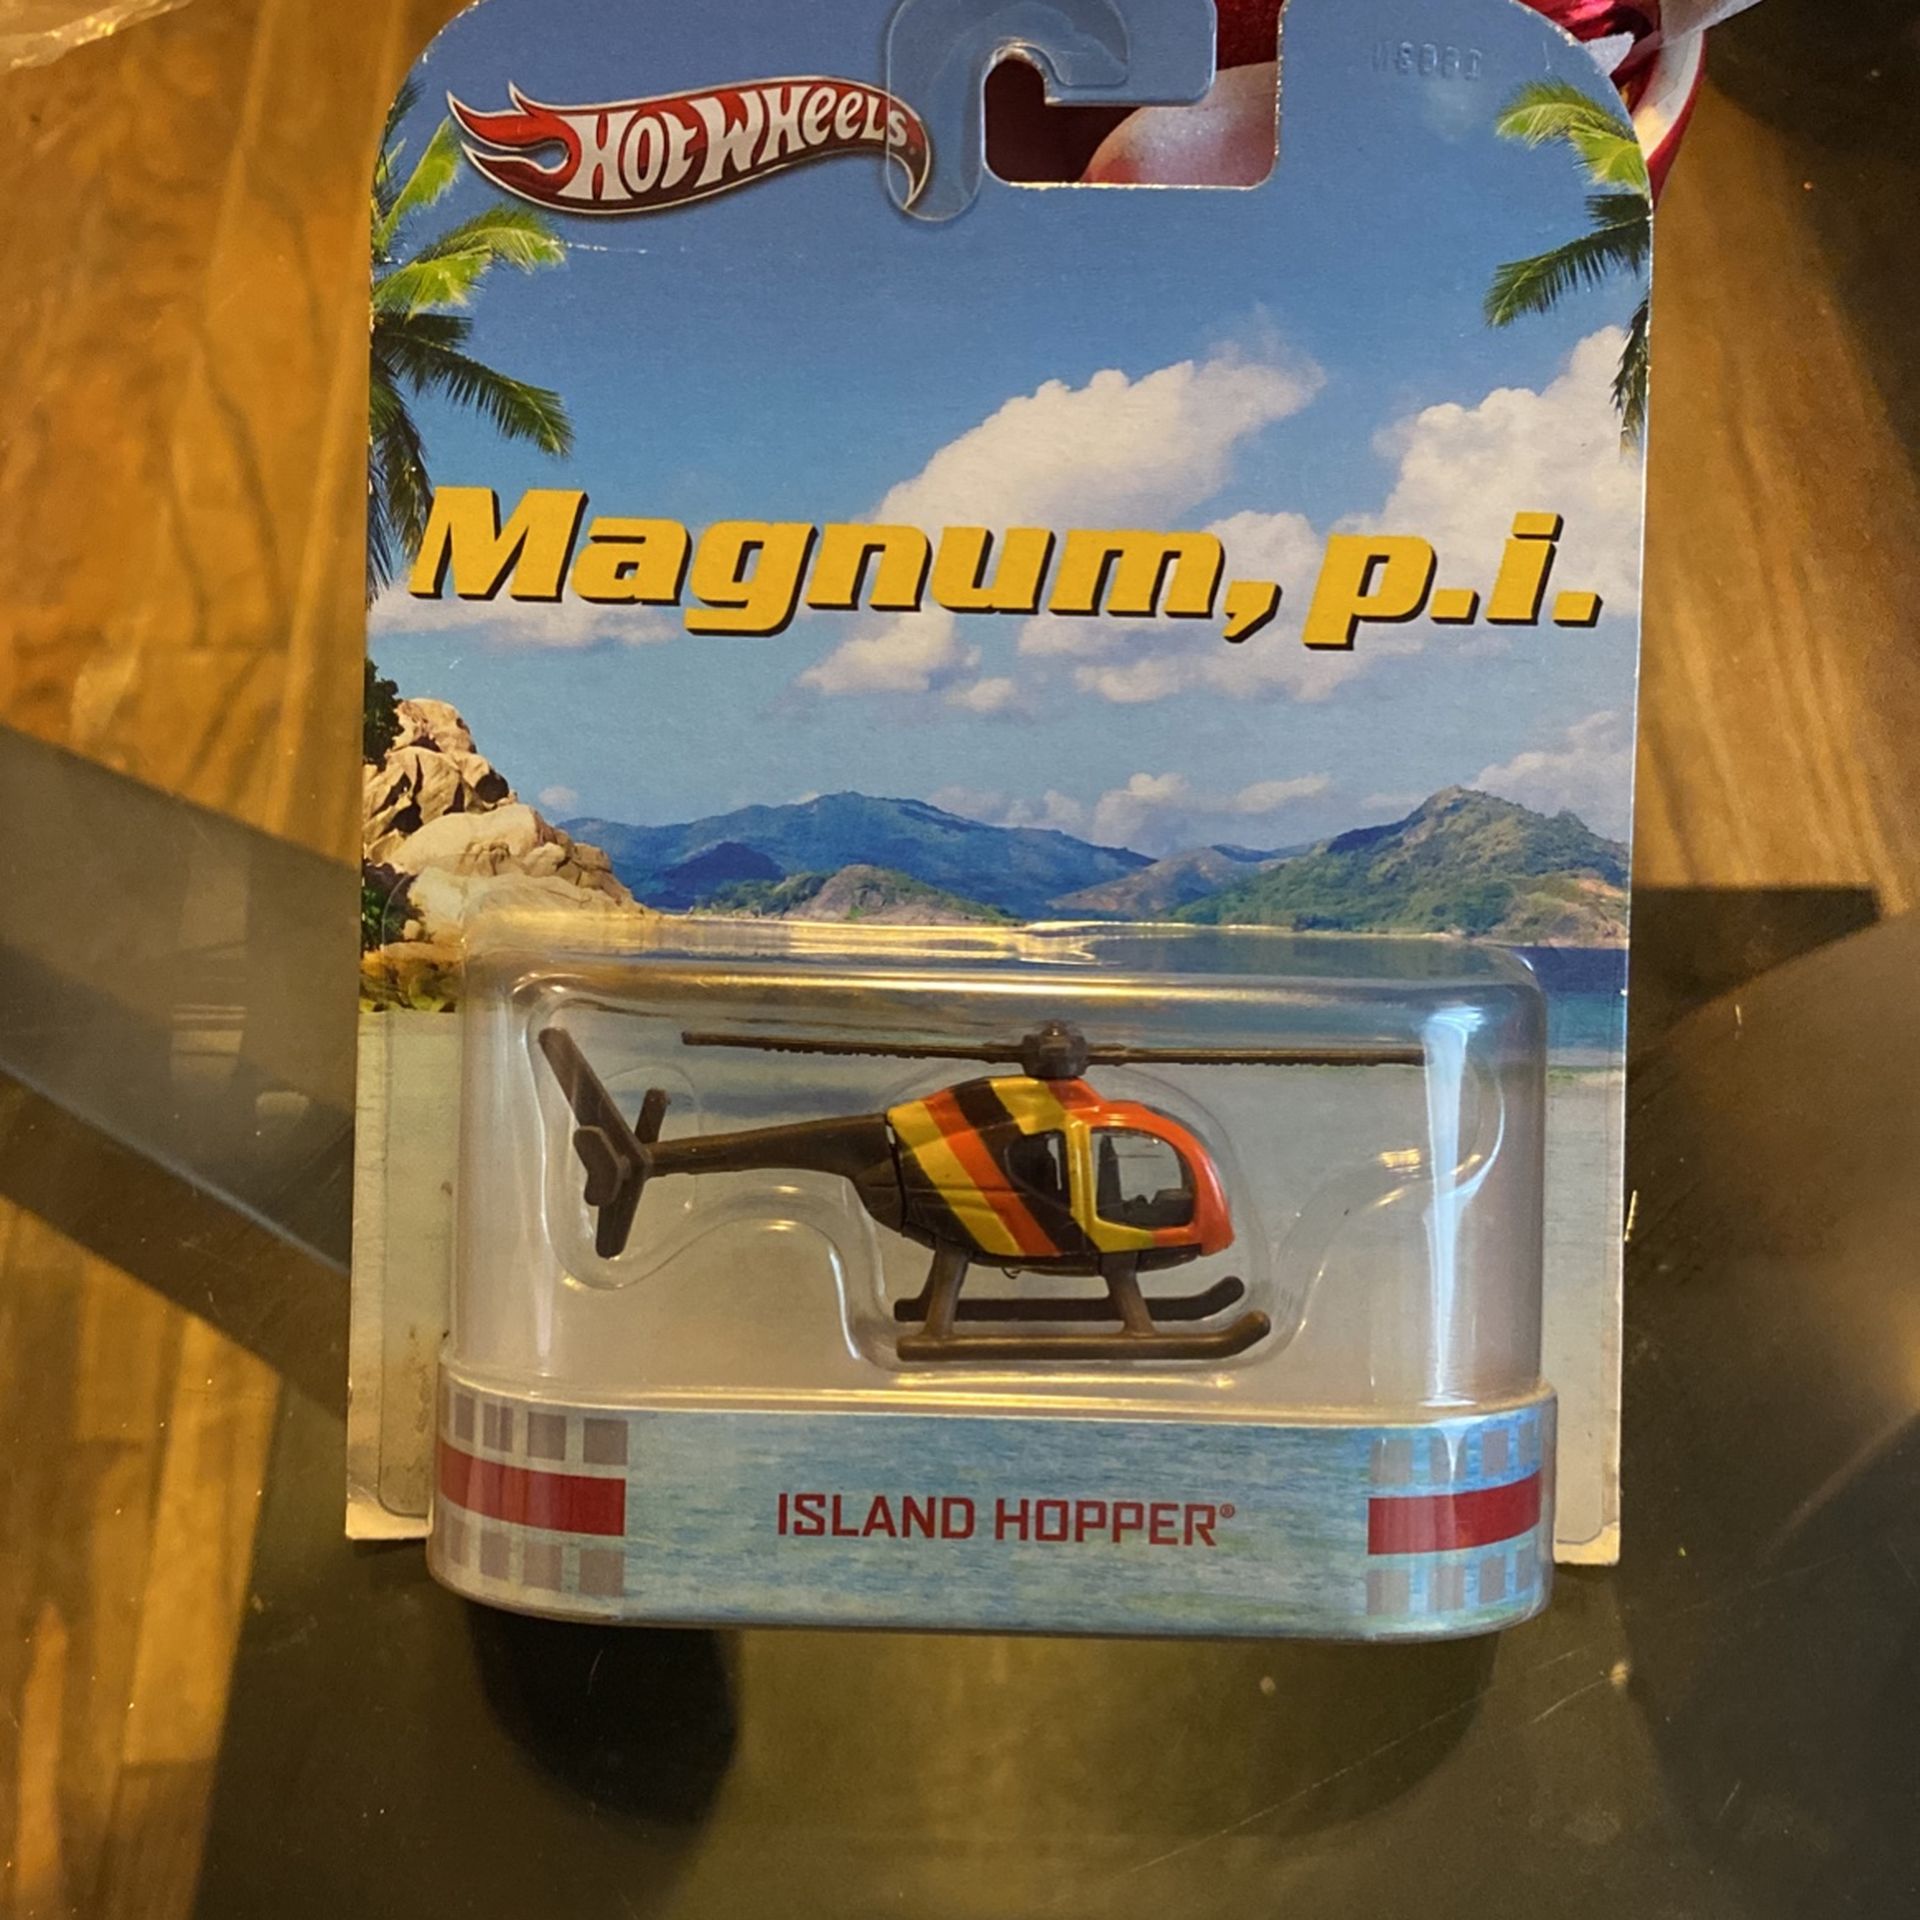 HOT WHEELS
Magnum, p.i.
ISLAND HOPPER®